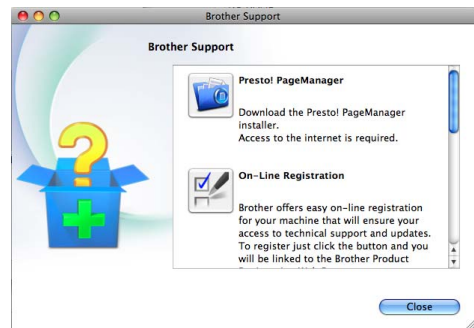 Brother Support
Brother Support
Presto! PageManager
Download the Presto! PageManager
installer.
Access to the internet is required.
On-Line Registration
Brother offers easy on-line registration
for your machine that will ensure your
access to technical support and updates.
To register just click the button and you
will be linked to the Brother Product
Close